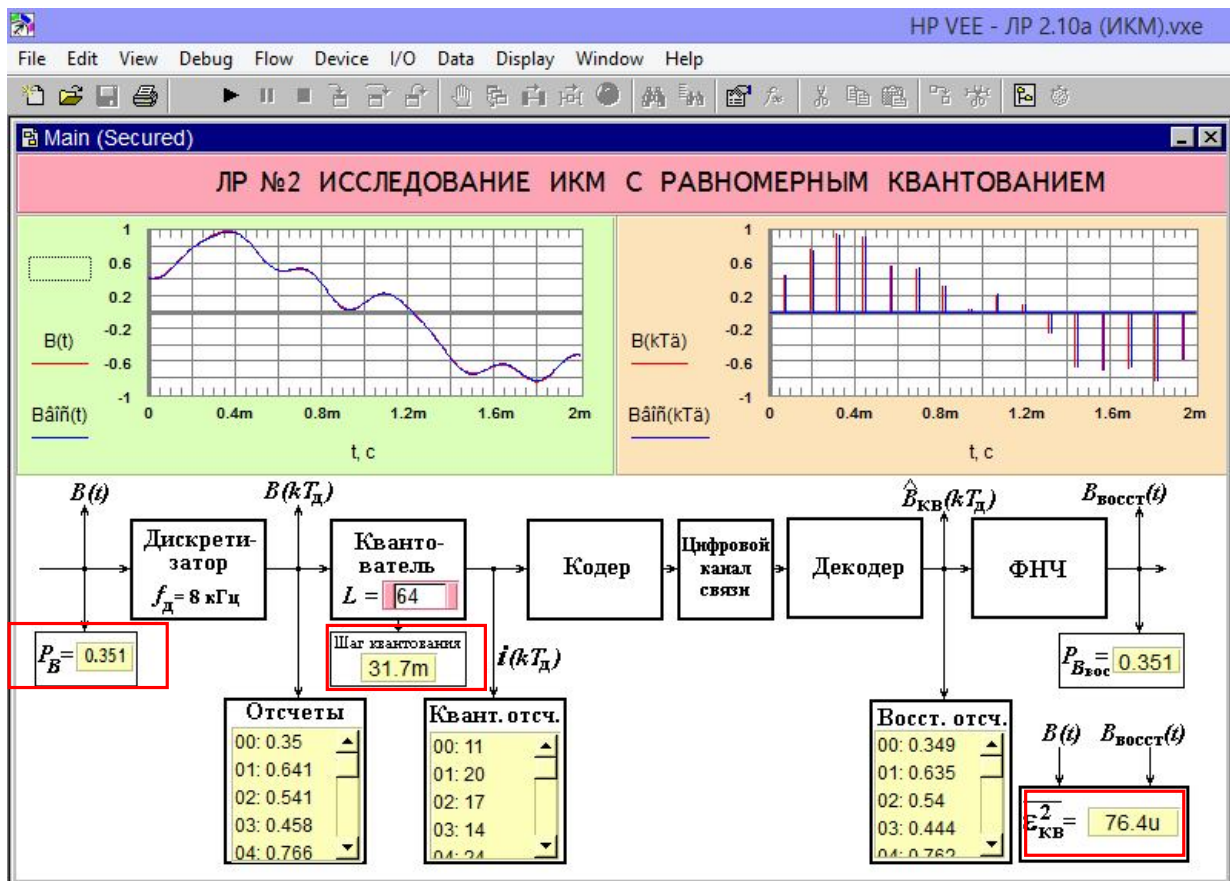 HP VEE - ЛР 2.10a (ИКМ).vxe
File Edit View Debug Flow Device I/O Data Display Window Help
Main (Secured)
ЛР №2 ИССЛЕДОВАНИЕ ИКМ С РАВНОМЕРНЫМ КВАНТОВАНИЕМ
1
0.6
0.2
-0.2
-0.6
-1
B(t)
Bâîñ(t)
0 0.4m 0.8m 1.2m 1.6m 2m
t, c
1
0.6
0.2
-0.2
-0.6
-1
B(kTä)
Bâîñ(kTä)
0 0.4m 0.8m 1.2m 1.6m 2m
t, c
B(t) B(kTд) B̂кв(kTд) Bвосст(t)
Дискрети-
затор
fд= 8 кГц
Кванто-
ватель
L = 64
Кодер
Цифровой
канал
связи
Декодер
ФНЧ
PB= 0.351
Шаг квантования
31.7m
i(kTд)
PBвос= 0.351
Отсчеты
00: 0.35
01: 0.641
02: 0.541
03: 0.458
04: 0.766
Квант. отсч.
00: 11
01: 20
02: 17
03: 14
04: 24
Восст. отсч.
00: 0.349
01: 0.635
02: 0.54
03: 0.444
04: 0.762
B(t) Bвосст(t)
ε²кв= 76.4u